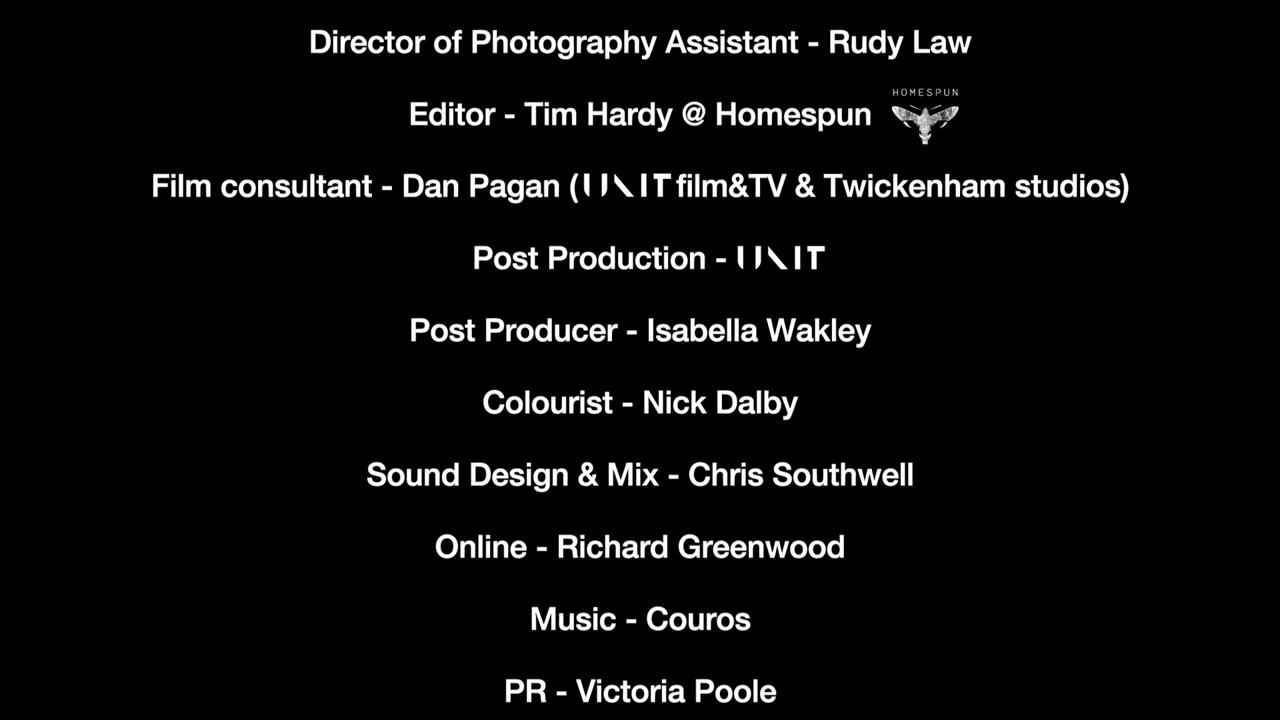 Director of Photography Assistant - Rudy Law
Editor - Tim Hardy @ Homespun HOMESPUN
Film consultant - Dan Pagan (UNIT film&TV & Twickenham studios)
Post Production - UNIT
Post Producer - Isabella Wakley
Colourist - Nick Dalby
Sound Design & Mix - Chris Southwell
Online - Richard Greenwood
Music - Couros
PR - Victoria Poole